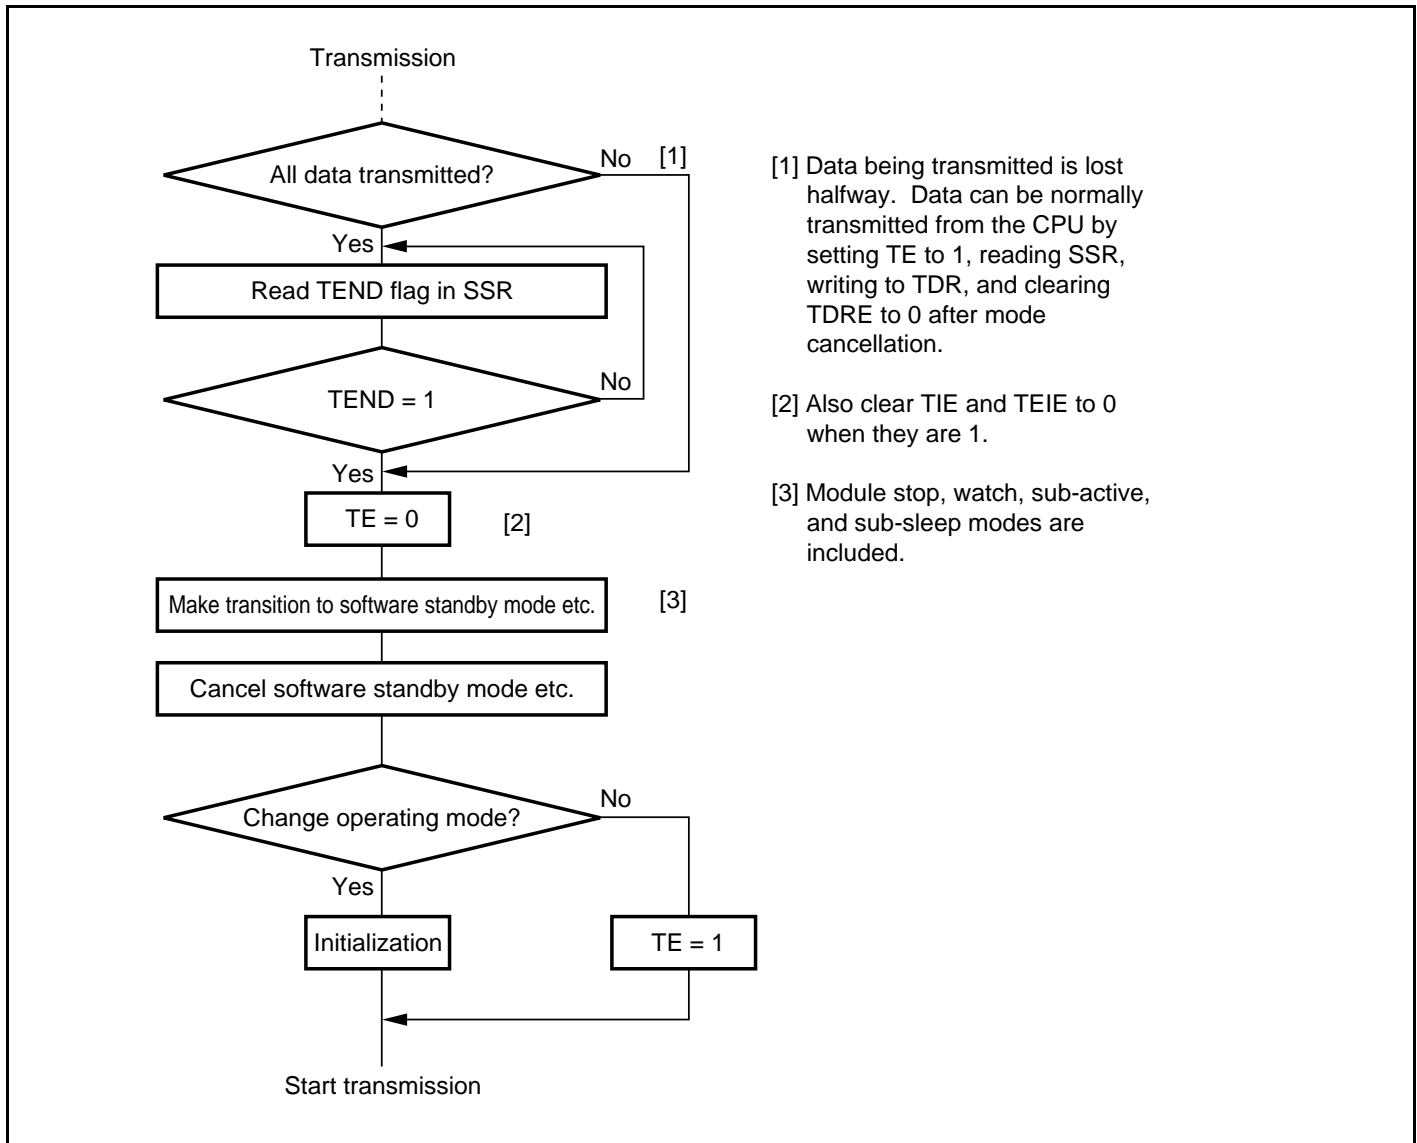 Transmission
All data transmitted?
No
[1]
Yes
Read TEND flag in SSR
TEND = 1
No
Yes
TE = 0
[2]
Make transition to software standby mode etc.
[3]
Cancel software standby mode etc.
Change operating mode?
No
Yes
Initialization
TE = 1
Start transmission
[1] Data being transmitted is lost
halfway. Data can be normally
transmitted from the CPU by
setting TE to 1, reading SSR,
writing to TDR, and clearing
TDRE to 0 after mode
cancellation.
[2] Also clear TIE and TEIE to 0
when they are 1.
[3] Module stop, watch, sub-active,
and sub-sleep modes are
included.